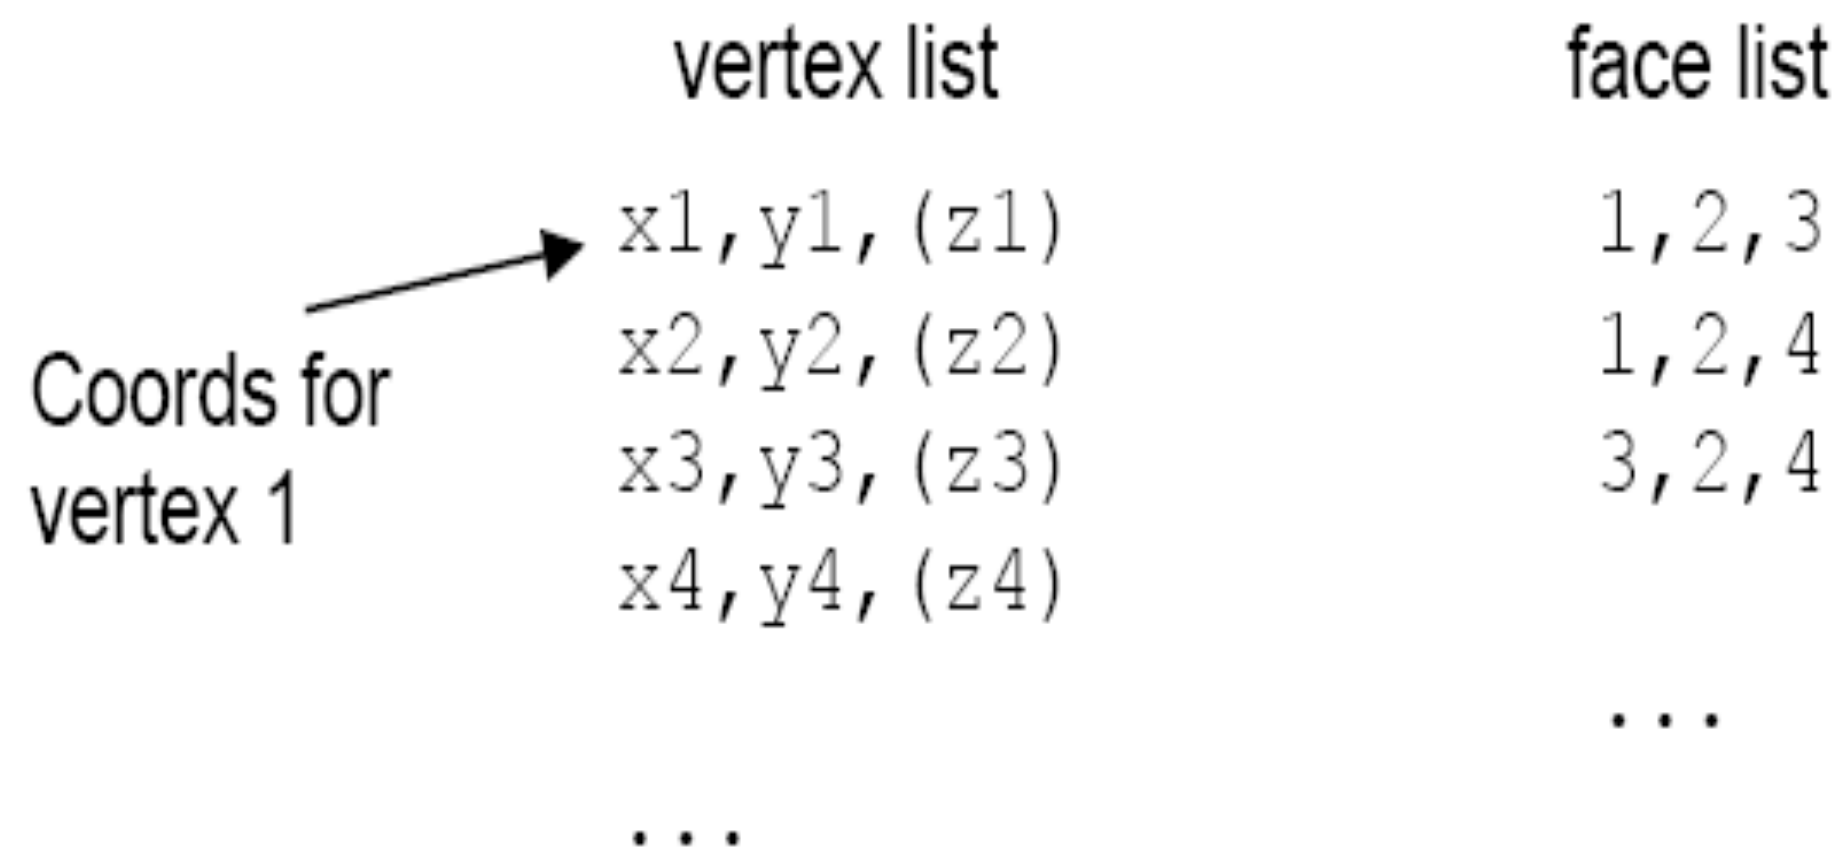 vertex list
face list
x1,y1,(z1)
x2,y2,(z2)
x3,y3,(z3)
x4,y4,(z4)
...
1,2,3
1,2,4
3,2,4
...
Coords for
vertex 1